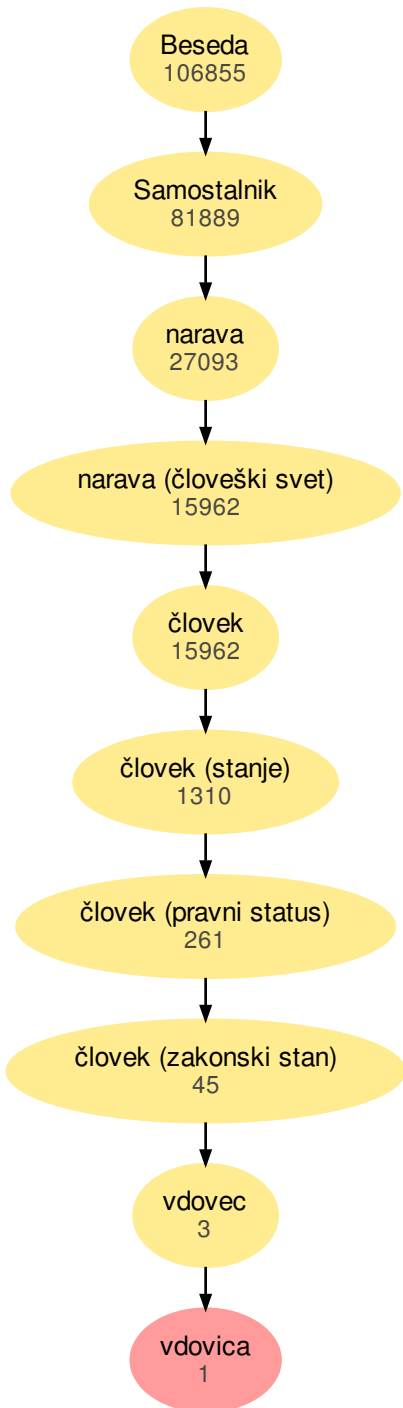 Beseda
106855
Samostalnik
81889
narava
27093
narava (človeški svet)
15962
človek
15962
človek (stanje)
1310
človek (pravni status)
261
človek (zakonski stan)
45
vdovec
3
vdovica
1